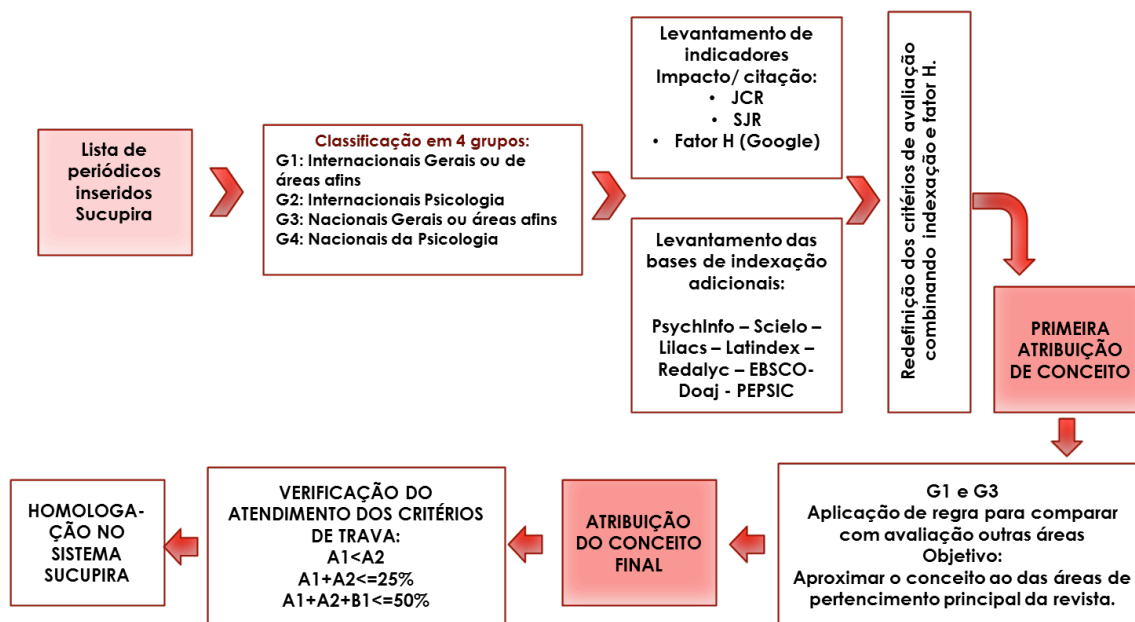 Lista de
periódicos
inseridos
Sucupira
Classificação em 4 grupos:
G1: Internacionais Gerais ou de
áreas afins
G2: Internacionais Psicologia
G3: Nacionais Gerais ou áreas afins
G4: Nacionais da Psicologia
Levantamento de
indicadores
Impacto/ citação:
• JCR
• SJR
• Fator H (Google)
Levantamento das
bases de indexação
adicionais:
PsychInfo – Scielo –
Lilacs – Latindex –
Redalyc – EBSCO-
Doaj - PEPSIC
Redefinição dos critérios de avaliação
combinando indexação e fator H.
PRIMEIRA
ATRIBUIÇÃO
DE CONCEITO
G1 e G3
Aplicação de regra para comparar
com avaliação outras áreas
Objetivo:
Aproximar o conceito ao das áreas de
pertencimento principal da revista.
ATRIBUIÇÃO
DO CONCEITO
FINAL
VERIFICAÇÃO DO
ATENDIMENTO DOS CRITÉRIOS
DE TRAVA:
A1<A2
A1+A2<=25%
A1+A2+B1<=50%
HOMOLOGA-
ÇÃO NO
SISTEMA
SUCUPIRA